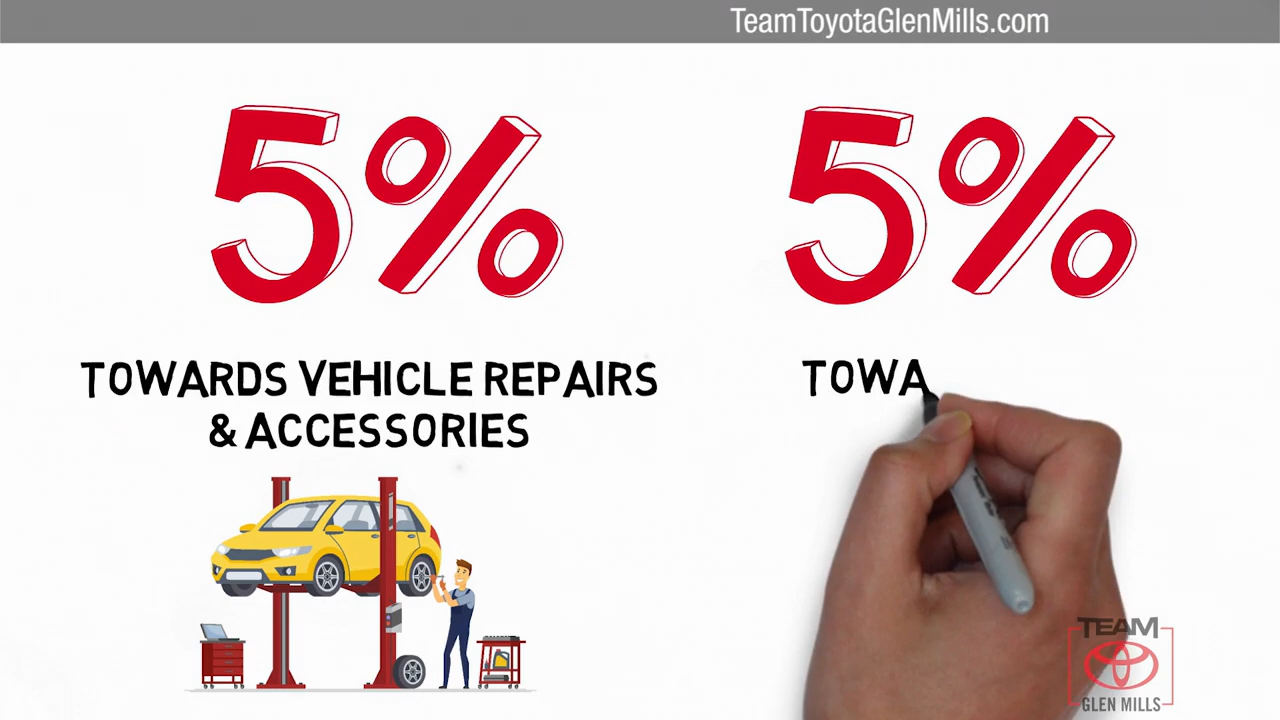 TeamToyotaGlenMills.com
5%
5%
TOWARDS VEHICLE REPAIRS
& ACCESSORIES
TOWA
TEAM
GLEN MILLS